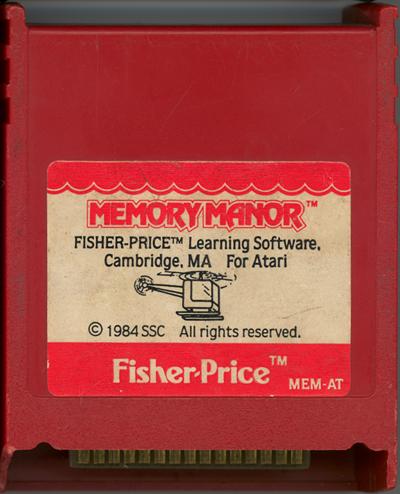 MEMORY MANOR™
FISHER-PRICE™ Learning Software,
Cambridge, MA For Atari
© 1984 SSC All rights reserved.
Fisher-Price™
MEM-AT